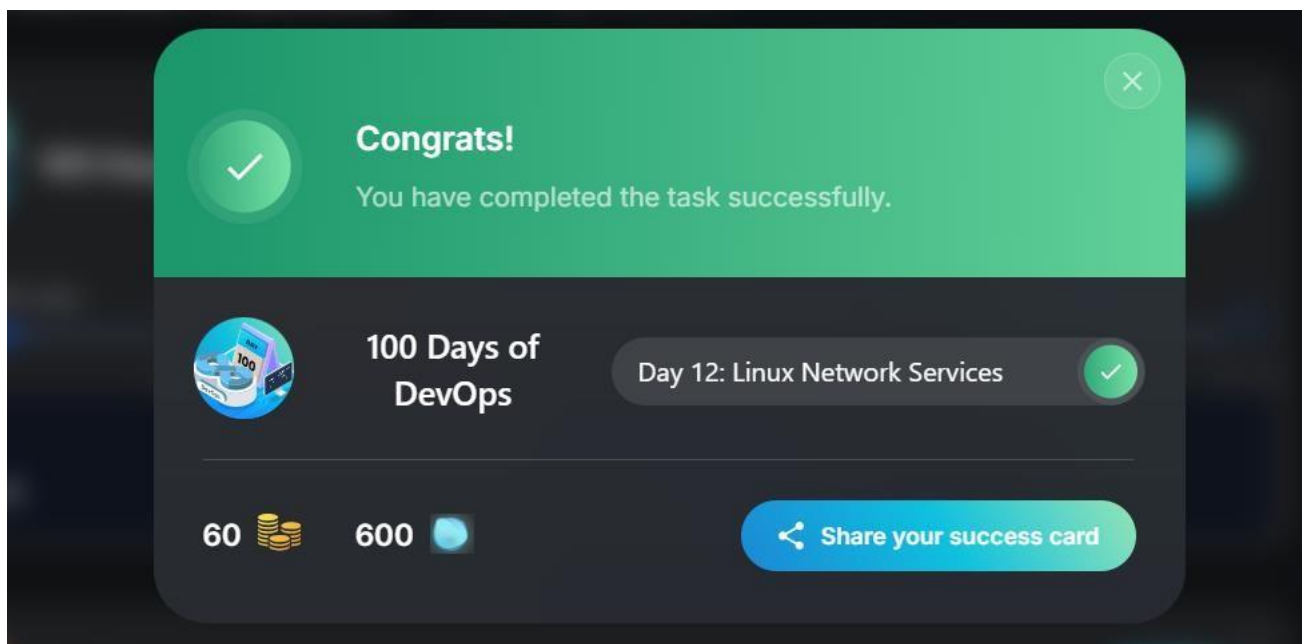 Congrats!
You have completed the task successfully.
100 Days of
DevOps
Day 12: Linux Network Services
60
600
Share your success card